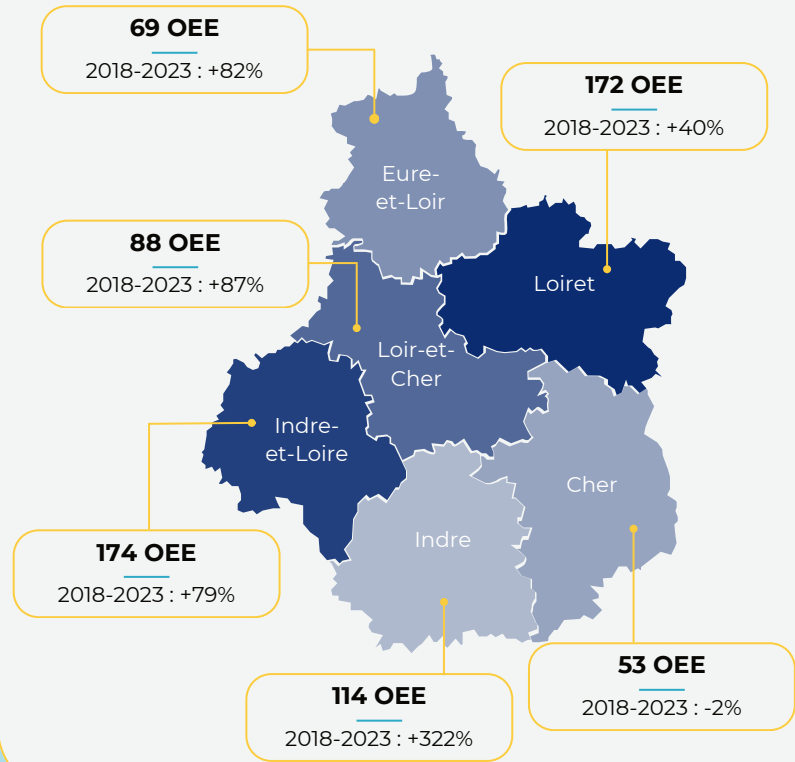 69 OEE
2018-2023 : +82%
172 OEE
2018-2023 : +40%
Eure-
et-Loir
88 OEE
2018-2023 : +87%
Loiret
Loir-et-
Cher
Indre-
et-Loire
Cher
Indre
174 OEE
2018-2023 : +79%
53 OEE
2018-2023 : -2%
114 OEE
2018-2023 : +322%